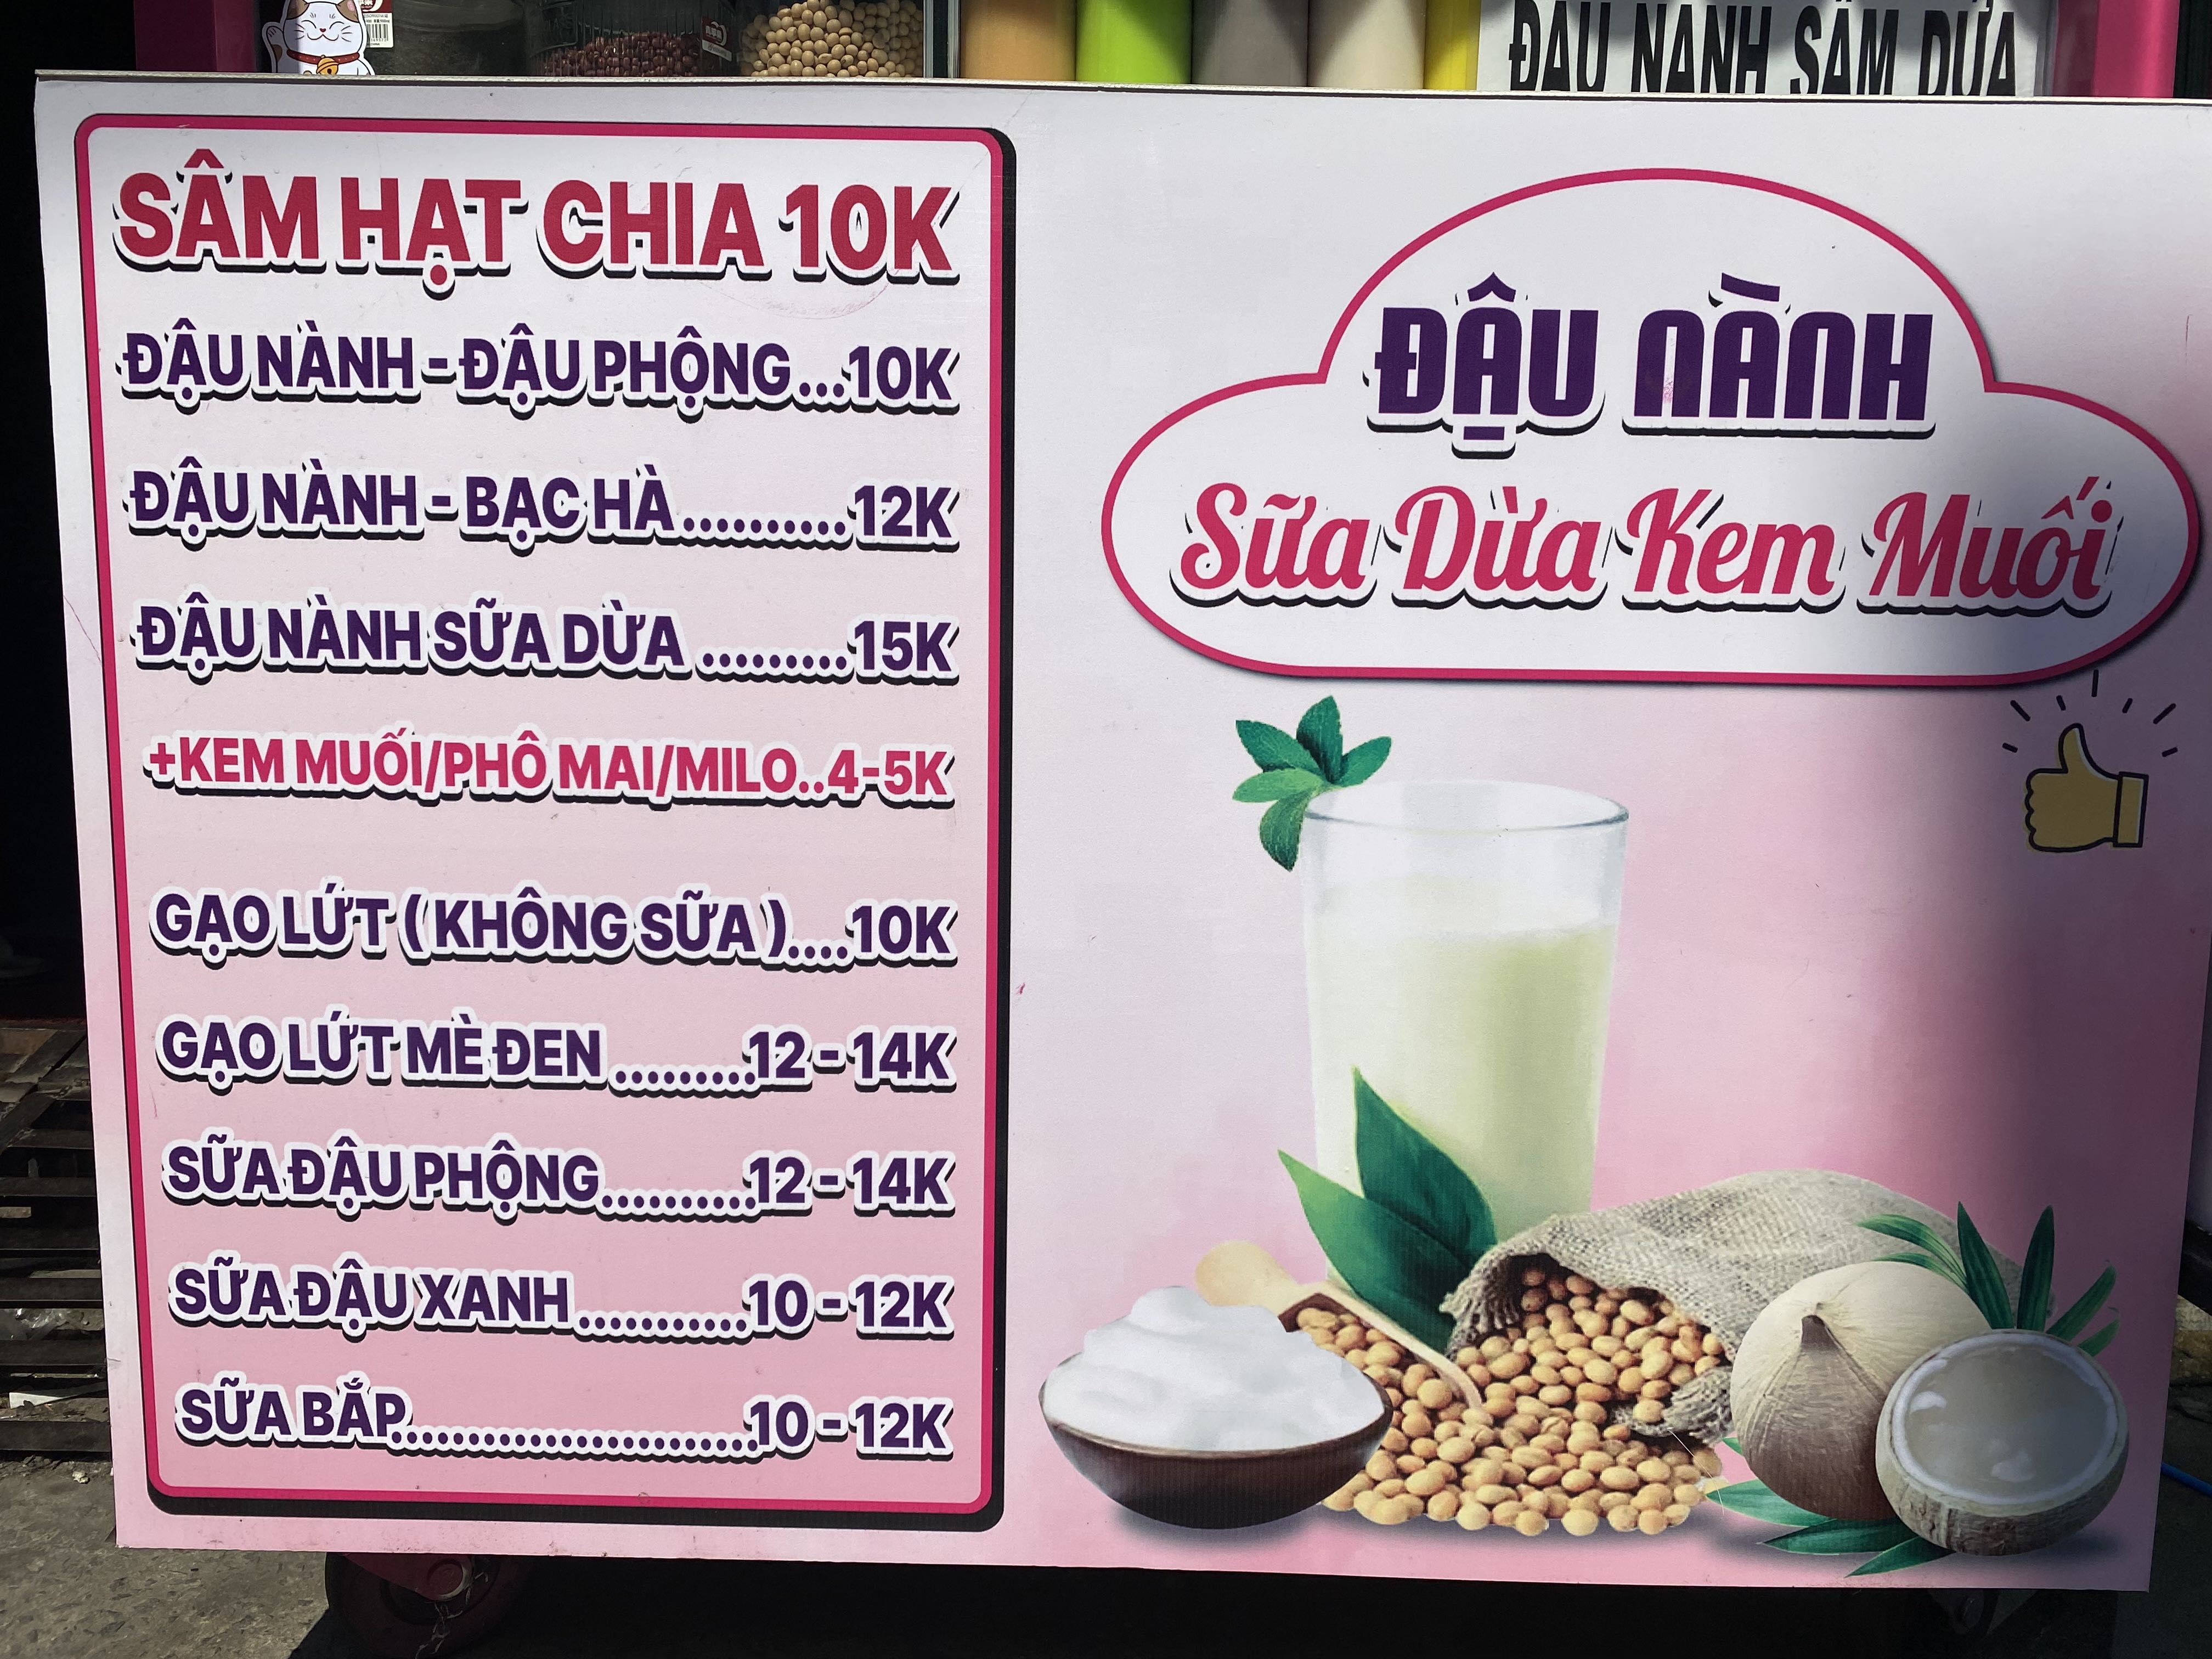 ĐẬU NÀNH SÂM DỨA
SÂM HẠT CHIA 10K
ĐẬU NÀNH - ĐẬU PHỘNG...10K
ĐẬU NÀNH - BẠC HÀ..........12K
ĐẬU NÀNH SỮA DỪA .........15K
+KEM MUỐI/PHÔ MAI/MILO..4-5K
GẠO LỨT ( KHÔNG SỮA )....10K
GẠO LỨT MÈ ĐEN .........12 - 14K
SỮA ĐẬU PHỘNG..........12 - 14K
SỮA ĐẬU XANH...........10 - 12K
SỮA BẮP.......................10 - 12K
ĐẬU NÀNH
Sữa Dừa Kem Muối